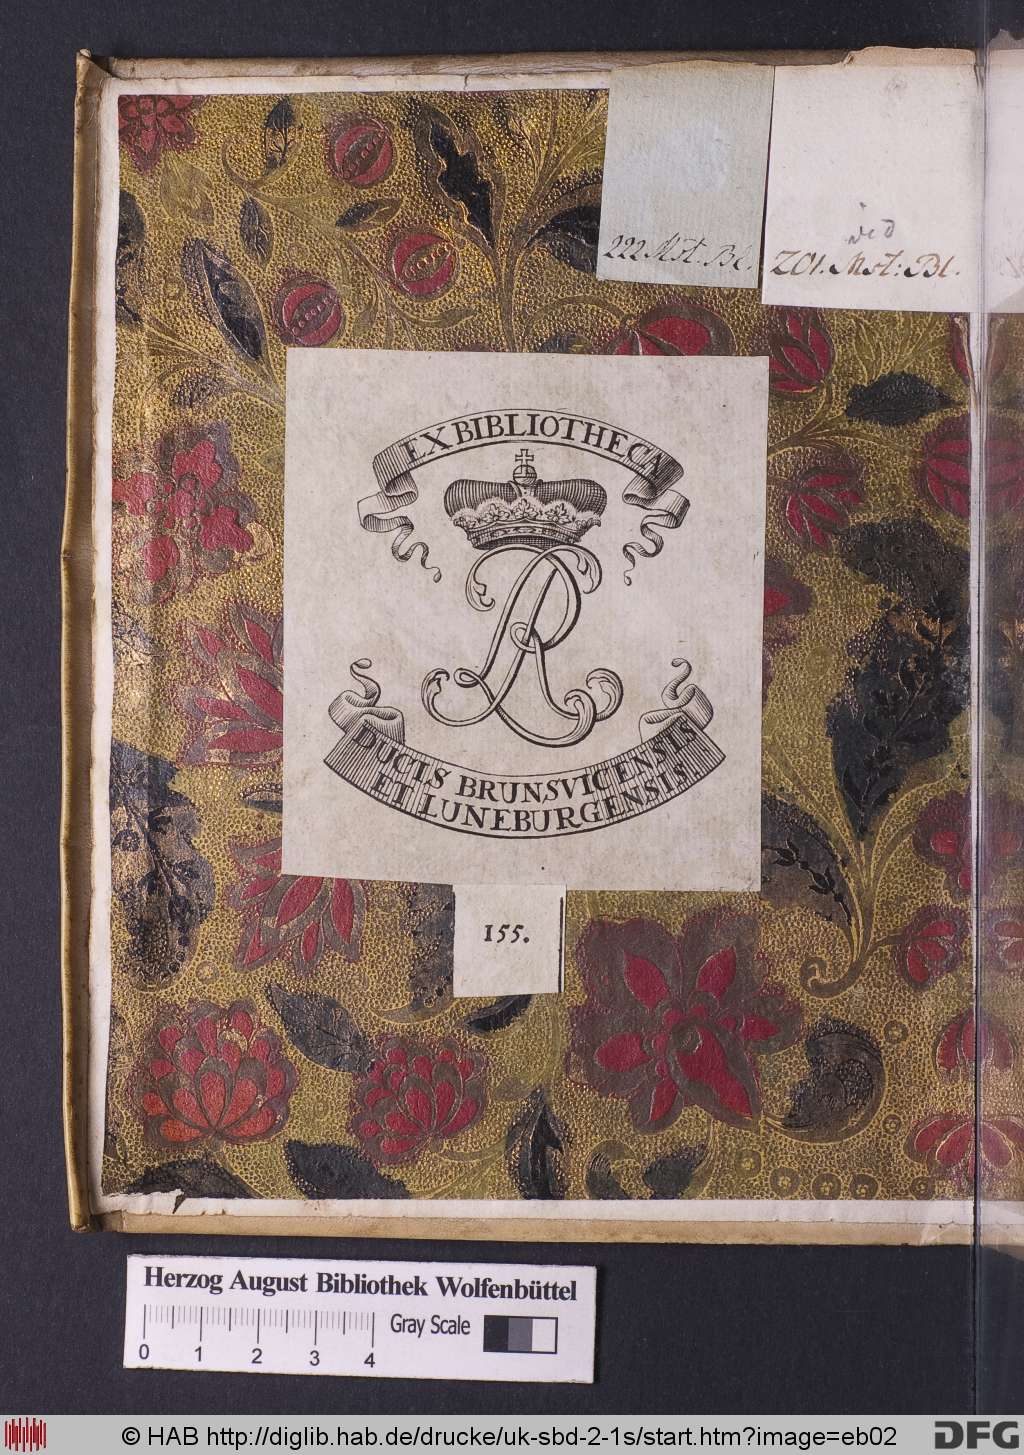 222 Mst. Bl.
ved
201. Mst: Bl.
EX BIBLIOTHECA
DUCIS BRUNSVICENSIS
ET LUNEBURGENSIS.
155.
Herzog August Bibliothek Wolfenbüttel
Gray Scale
0 1 2 3 4
© HAB http://diglib.hab.de/drucke/uk-sbd-2-1s/start.htm?image=eb02
DFG